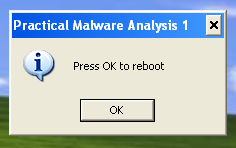 Practical Malware Analysis 1
Press OK to reboot
OK